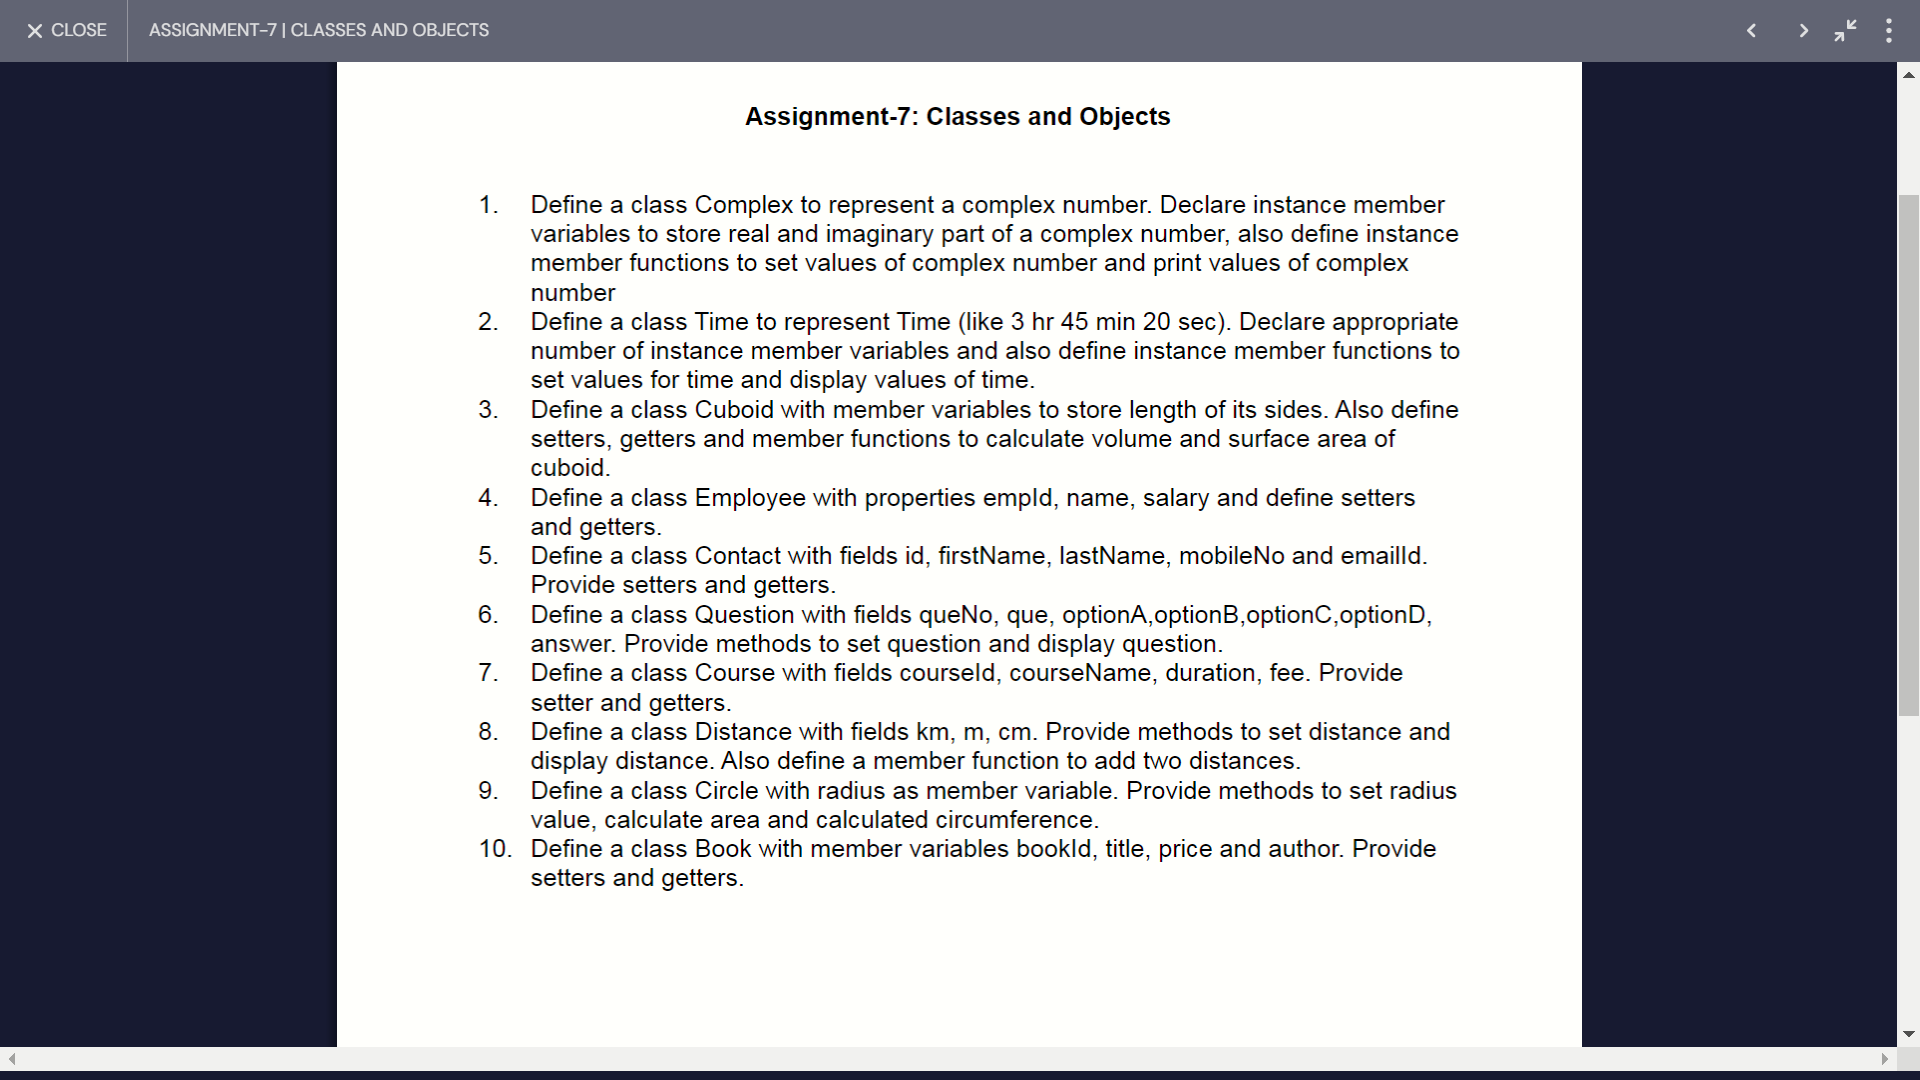 CLOSE
ASSIGNMENT-7 | CLASSES AND OBJECTS
Assignment-7: Classes and Objects
1. Define a class Complex to represent a complex number. Declare instance member
variables to store real and imaginary part of a complex number, also define instance
member functions to set values of complex number and print values of complex
number
2. Define a class Time to represent Time (like 3 hr 45 min 20 sec). Declare appropriate
number of instance member variables and also define instance member functions to
set values for time and display values of time.
3. Define a class Cuboid with member variables to store length of its sides. Also define
setters, getters and member functions to calculate volume and surface area of
cuboid.
4. Define a class Employee with properties empId, name, salary and define setters
and getters.
5. Define a class Contact with fields id, firstName, lastName, mobileNo and emailId.
Provide setters and getters.
6. Define a class Question with fields queNo, que, optionA,optionB,optionC,optionD,
answer. Provide methods to set question and display question.
7. Define a class Course with fields courseId, courseName, duration, fee. Provide
setter and getters.
8. Define a class Distance with fields km, m, cm. Provide methods to set distance and
display distance. Also define a member function to add two distances.
9. Define a class Circle with radius as member variable. Provide methods to set radius
value, calculate area and calculated circumference.
10. Define a class Book with member variables bookId, title, price and author. Provide
setters and getters.